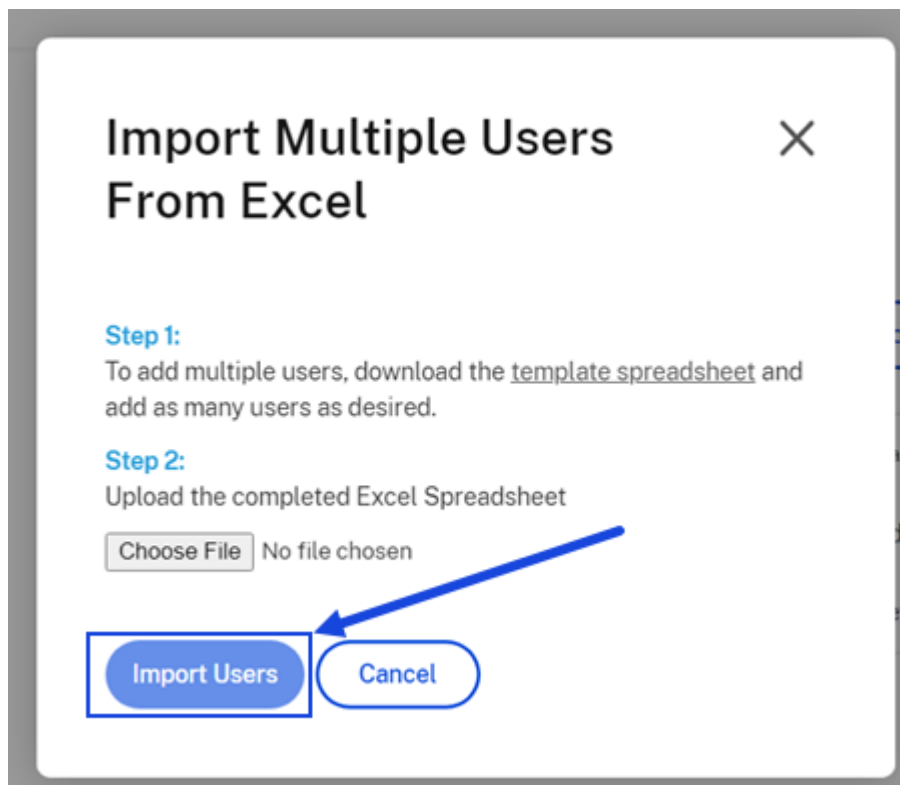 Import Multiple Users
From Excel
Step 1:
To add multiple users, download the template spreadsheet and
add as many users as desired.
Step 2:
Upload the completed Excel Spreadsheet
Choose File No file chosen
Import Users Cancel